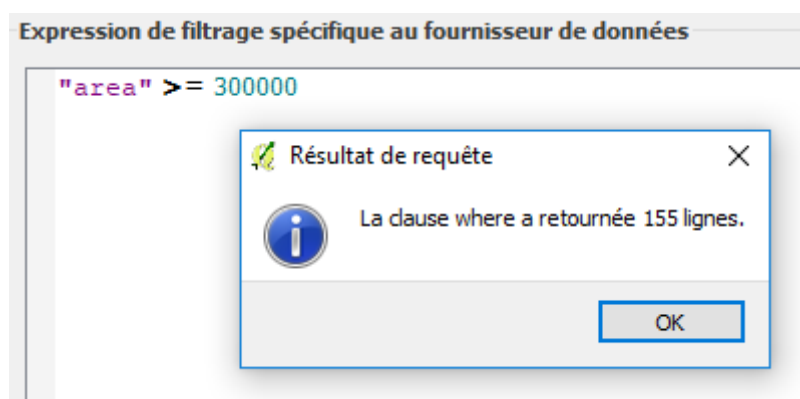 Expression de filtrage spécifique au fournisseur de données
"area" >= 300000
Résultat de requête
La clause where a retournée 155 lignes.
OK